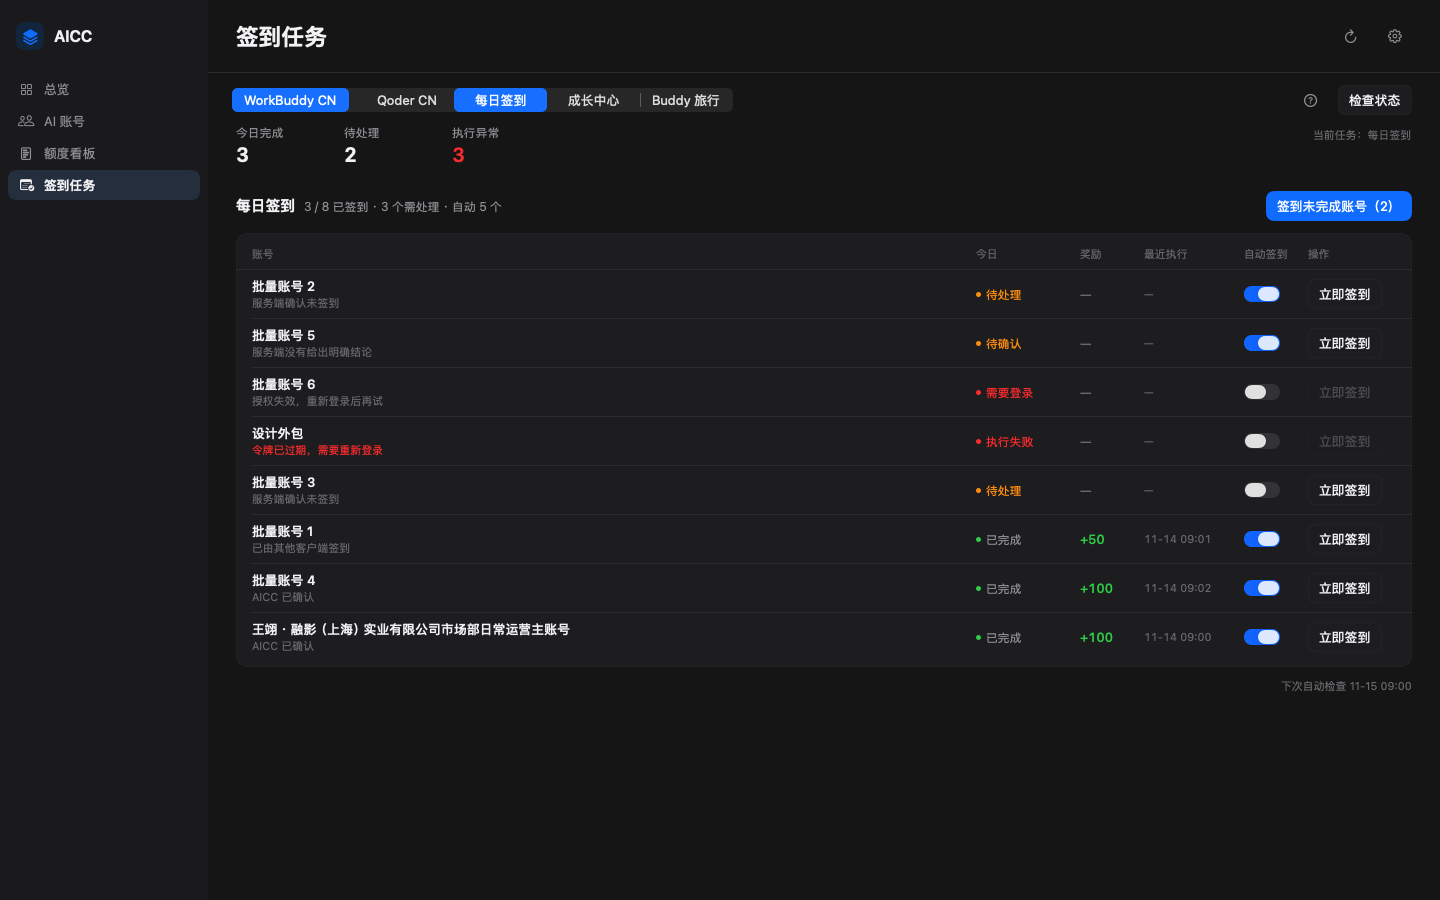 AICC
签到任务
总览
AI 账号
额度看板
签到任务
WorkBuddy CN
Qoder CN
每日签到
成长中心
Buddy 旅行
检查状态
今日完成
待处理
执行异常
当前任务：每日签到
3
2
3
每日签到
3 / 8 已签到 · 3 个需处理 · 自动 5 个
签到未完成账号（2）
账号
今日
奖励
最近执行
自动签到
操作
批量账号 2
服务端确认未签到
待处理
—
—
立即签到
批量账号 5
服务端没有给出明确结论
待确认
—
—
立即签到
批量账号 6
授权失效，重新登录后再试
需要登录
—
—
立即签到
设计外包
令牌已过期，需要重新登录
执行失败
—
—
立即签到
批量账号 3
服务端确认未签到
待处理
—
—
立即签到
批量账号 1
已由其他客户端签到
已完成
+50
11-14 09:01
立即签到
批量账号 4
AICC 已确认
已完成
+100
11-14 09:02
立即签到
王翊 · 融影（上海）实业有限公司市场部日常运营主账号
AICC 已确认
已完成
+100
11-14 09:00
立即签到
下次自动检查 11-15 09:00